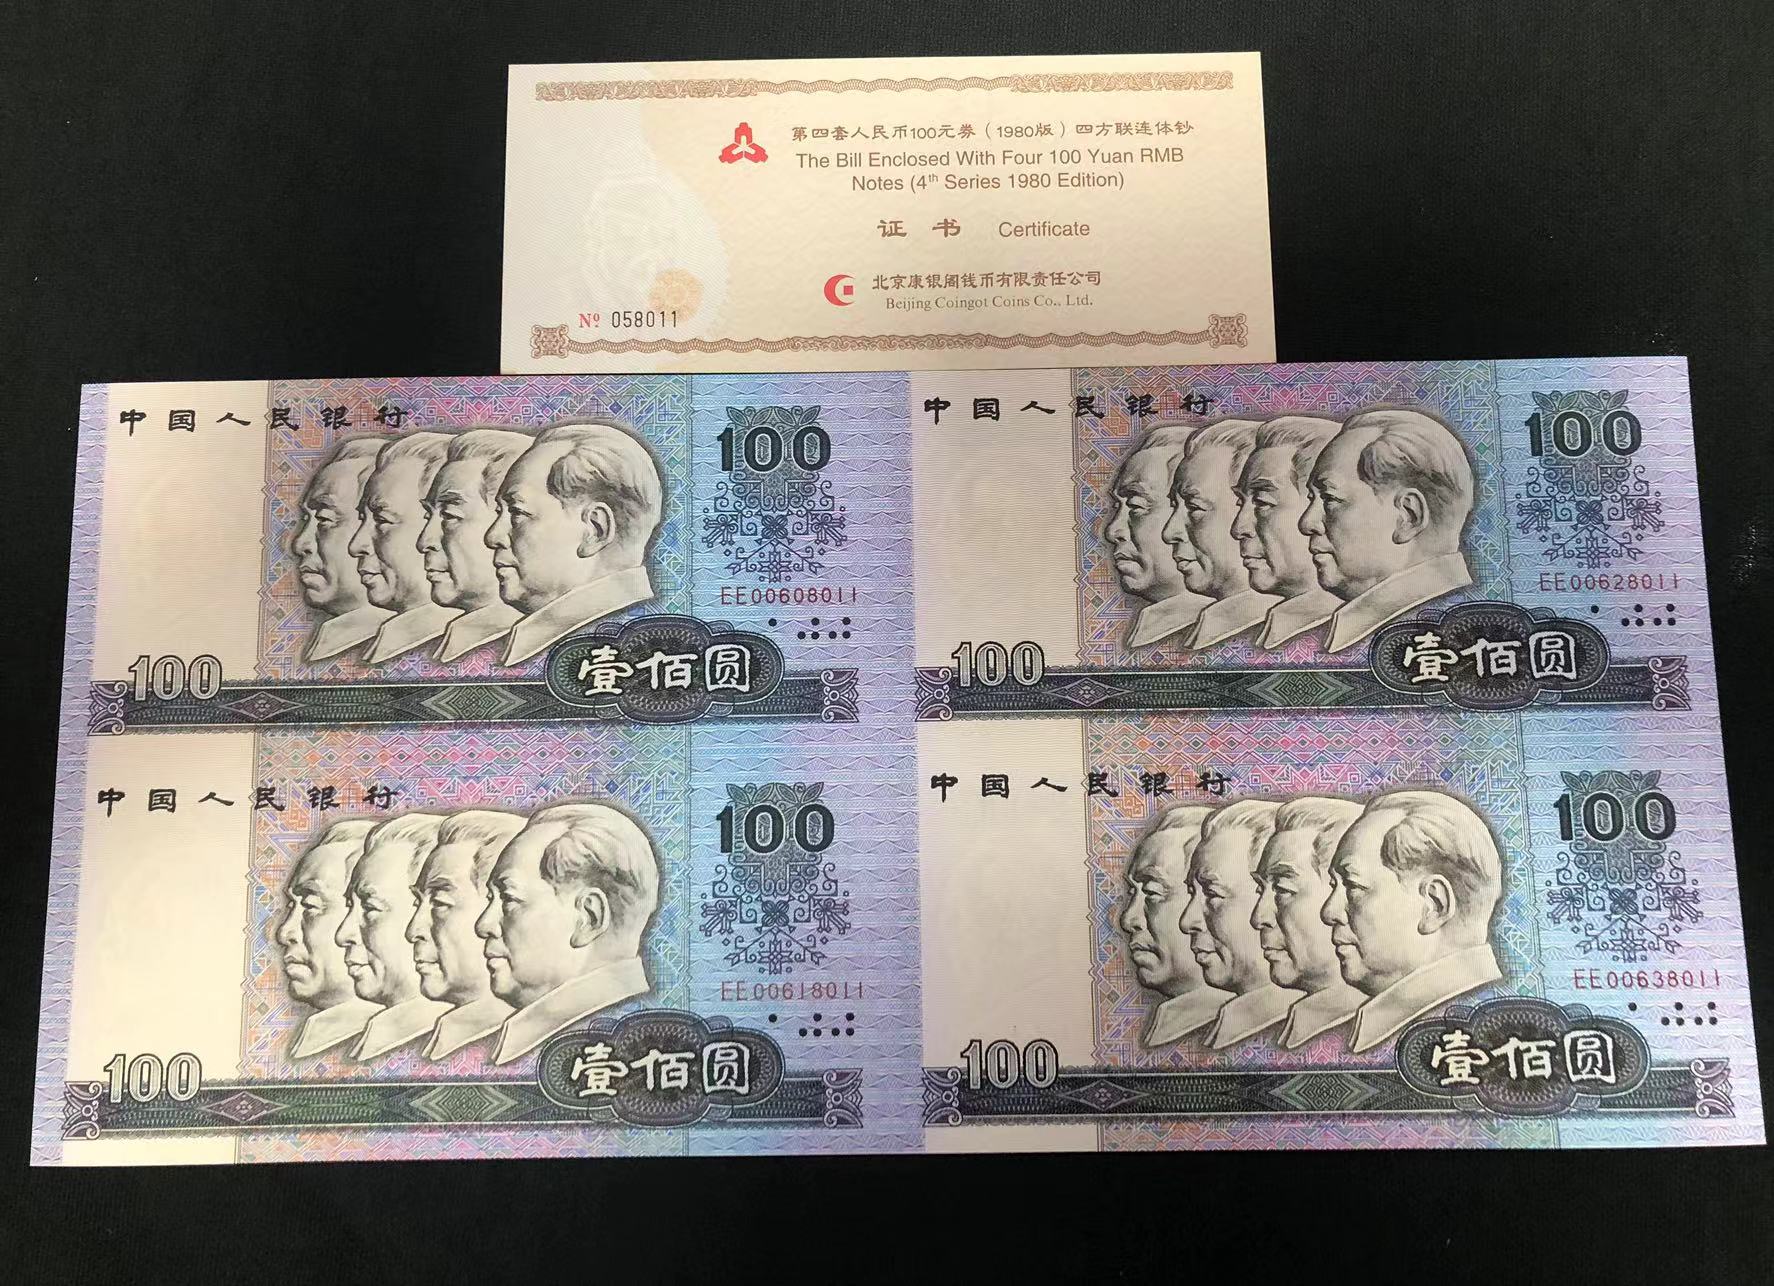 第四套人民币100元券（1980版）四方联连体钞
The Bill Enclosed With Four 100 Yuan RMB
Notes (4th Series 1980 Edition)
证 书 Certificate
北京康银阁钱币有限责任公司
Beijing Coingot Coins Co., Ltd.
№ 058011
中国人民银行
100
EE00608011
100
壹佰圆
中国人民银行
100
EE00628011
100
壹佰圆
中国人民银行
100
EE00618011
100
壹佰圆
中国人民银行
100
EE00638011
100
壹佰圆